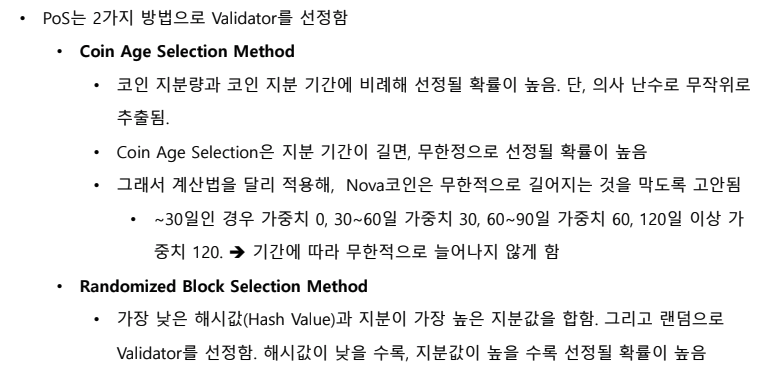 • PoS는 2가지 방법으로 Validator를 선정함
• Coin Age Selection Method
• 코인 지분량과 코인 지분 기간에 비례해 선정될 확률이 높음. 단, 의사 난수로 무작위로
추출됨.
• Coin Age Selection은 지분 기간이 길면, 무한정으로 선정될 확률이 높음
• 그래서 계산법을 달리 적용해, Nova코인은 무한적으로 길어지는 것을 막도록 고안됨
• ~30일인 경우 가중치 0, 30~60일 가중치 30, 60~90일 가중치 60, 120일 이상 가
중치 120. ➔ 기간에 따라 무한적으로 늘어나지 않게 함
• Randomized Block Selection Method
• 가장 낮은 해시값(Hash Value)과 지분이 가장 높은 지분값을 합함. 그리고 랜덤으로
Validator를 선정함. 해시값이 낮을 수록, 지분값이 높을 수록 선정될 확률이 높음